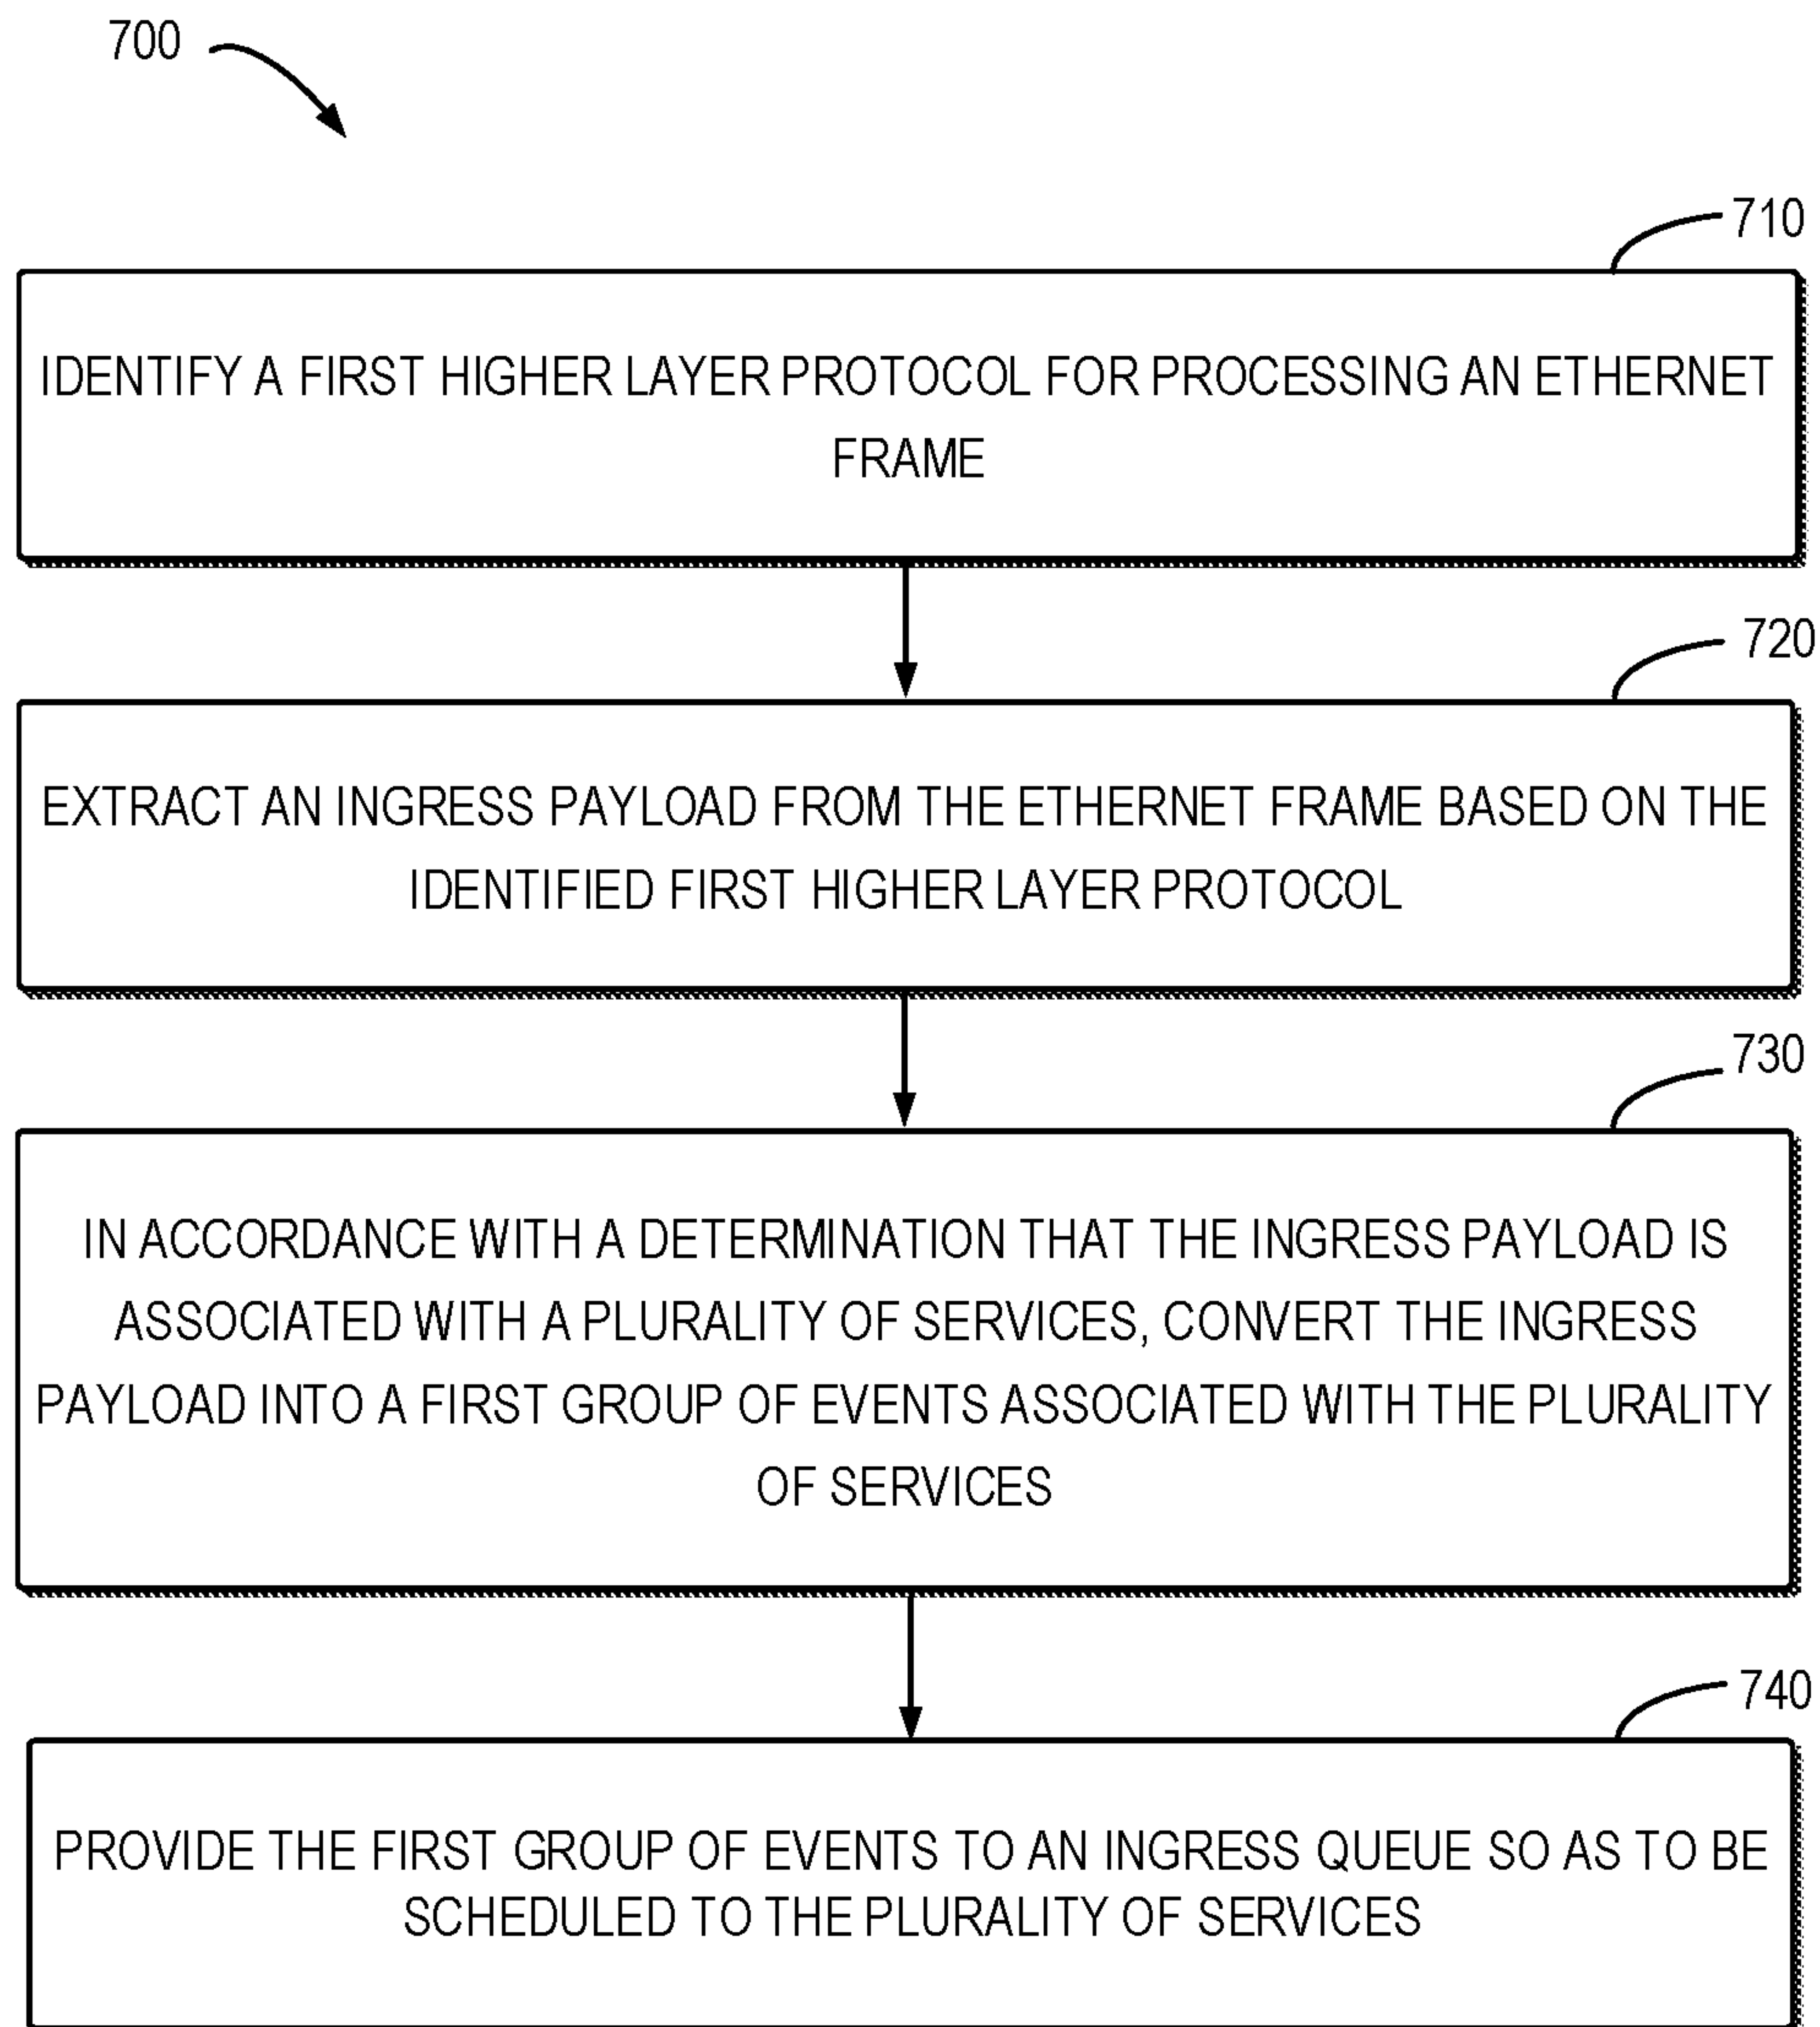 700
710
IDENTIFY A FIRST HIGHER LAYER PROTOCOL FOR PROCESSING AN ETHERNET
FRAME
720
EXTRACT AN INGRESS PAYLOAD FROM THE ETHERNET FRAME BASED ON THE
IDENTIFIED FIRST HIGHER LAYER PROTOCOL
730
IN ACCORDANCE WITH A DETERMINATION THAT THE INGRESS PAYLOAD IS
ASSOCIATED WITH A PLURALITY OF SERVICES, CONVERT THE INGRESS
PAYLOAD INTO A FIRST GROUP OF EVENTS ASSOCIATED WITH THE PLURALITY
OF SERVICES
740
PROVIDE THE FIRST GROUP OF EVENTS TO AN INGRESS QUEUE SO AS TO BE
SCHEDULED TO THE PLURALITY OF SERVICES